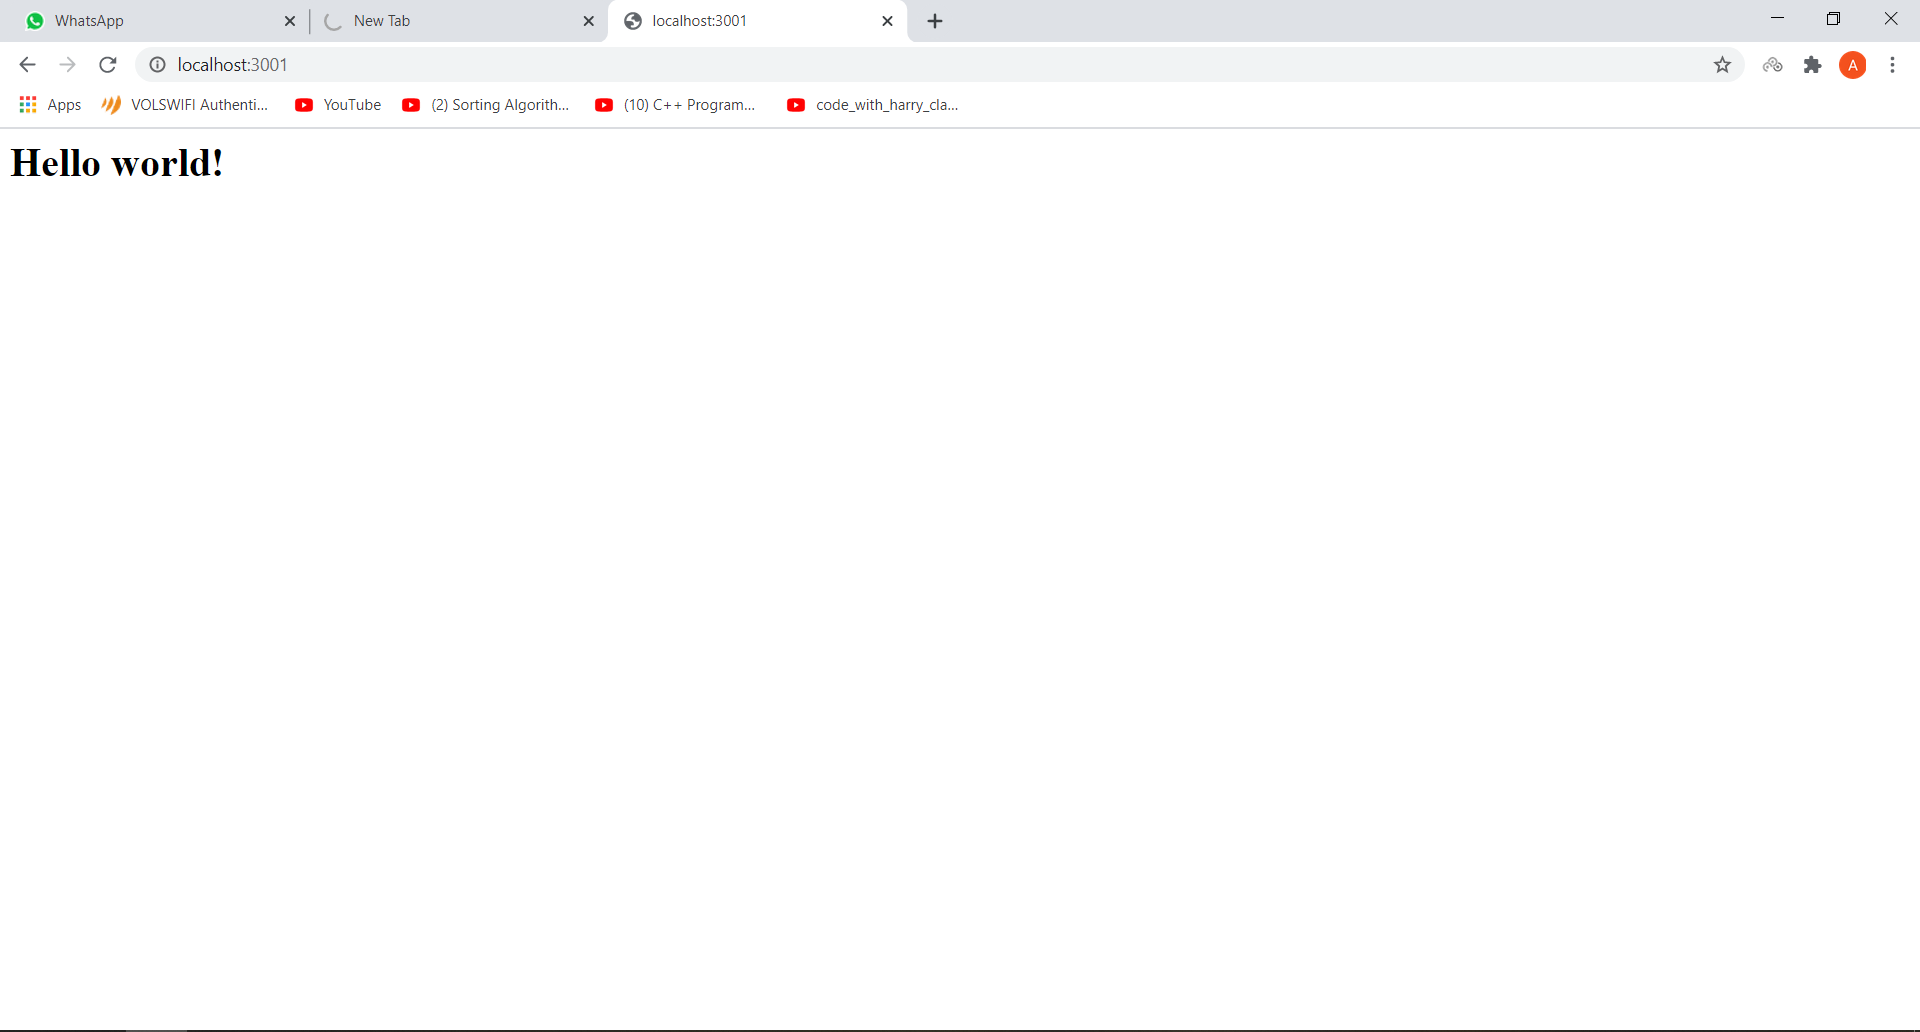 WhatsApp New Tab localhost:3001
localhost:3001 A
Apps VOLSWIFI Authenti... YouTube (2) Sorting Algorith... (10) C++ Program... code_with_harry_cla...
Hello world!